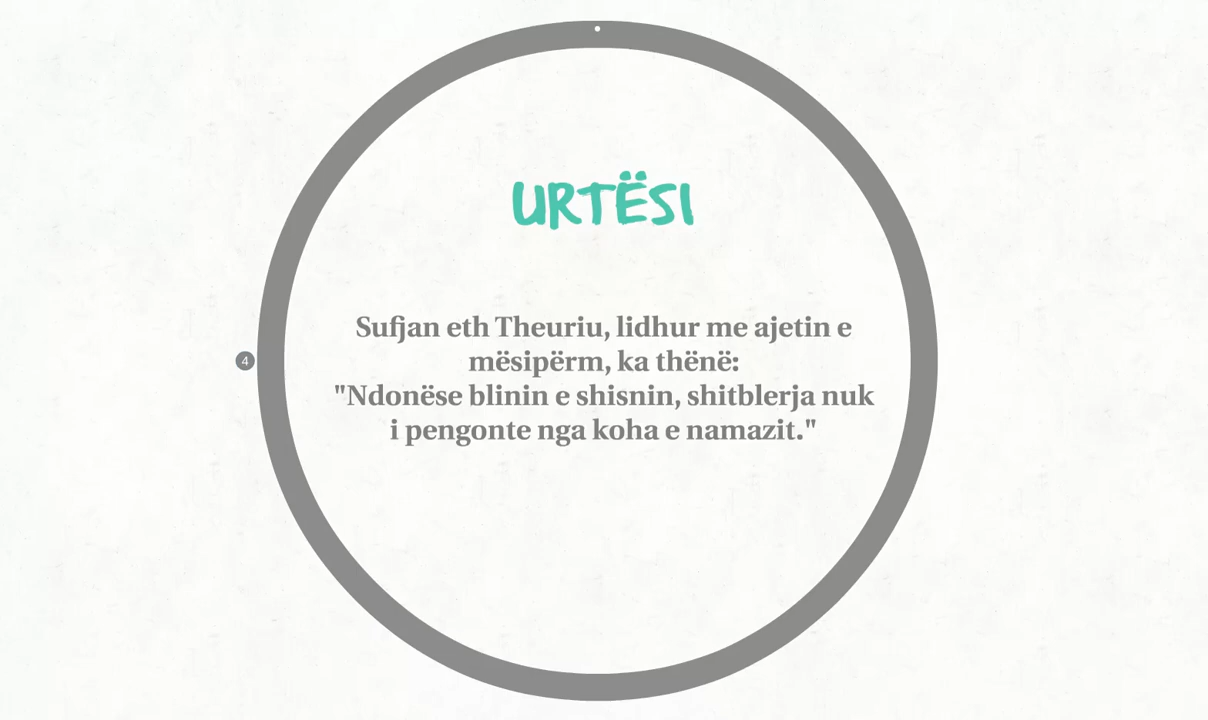 URTËSI
Sufjan eth Theuriu, lidhur me ajetin e
mësipërm, ka thënë:
"Ndonëse blinin e shisnin, shitblerja nuk
i pengonte nga koha e namazit."
4